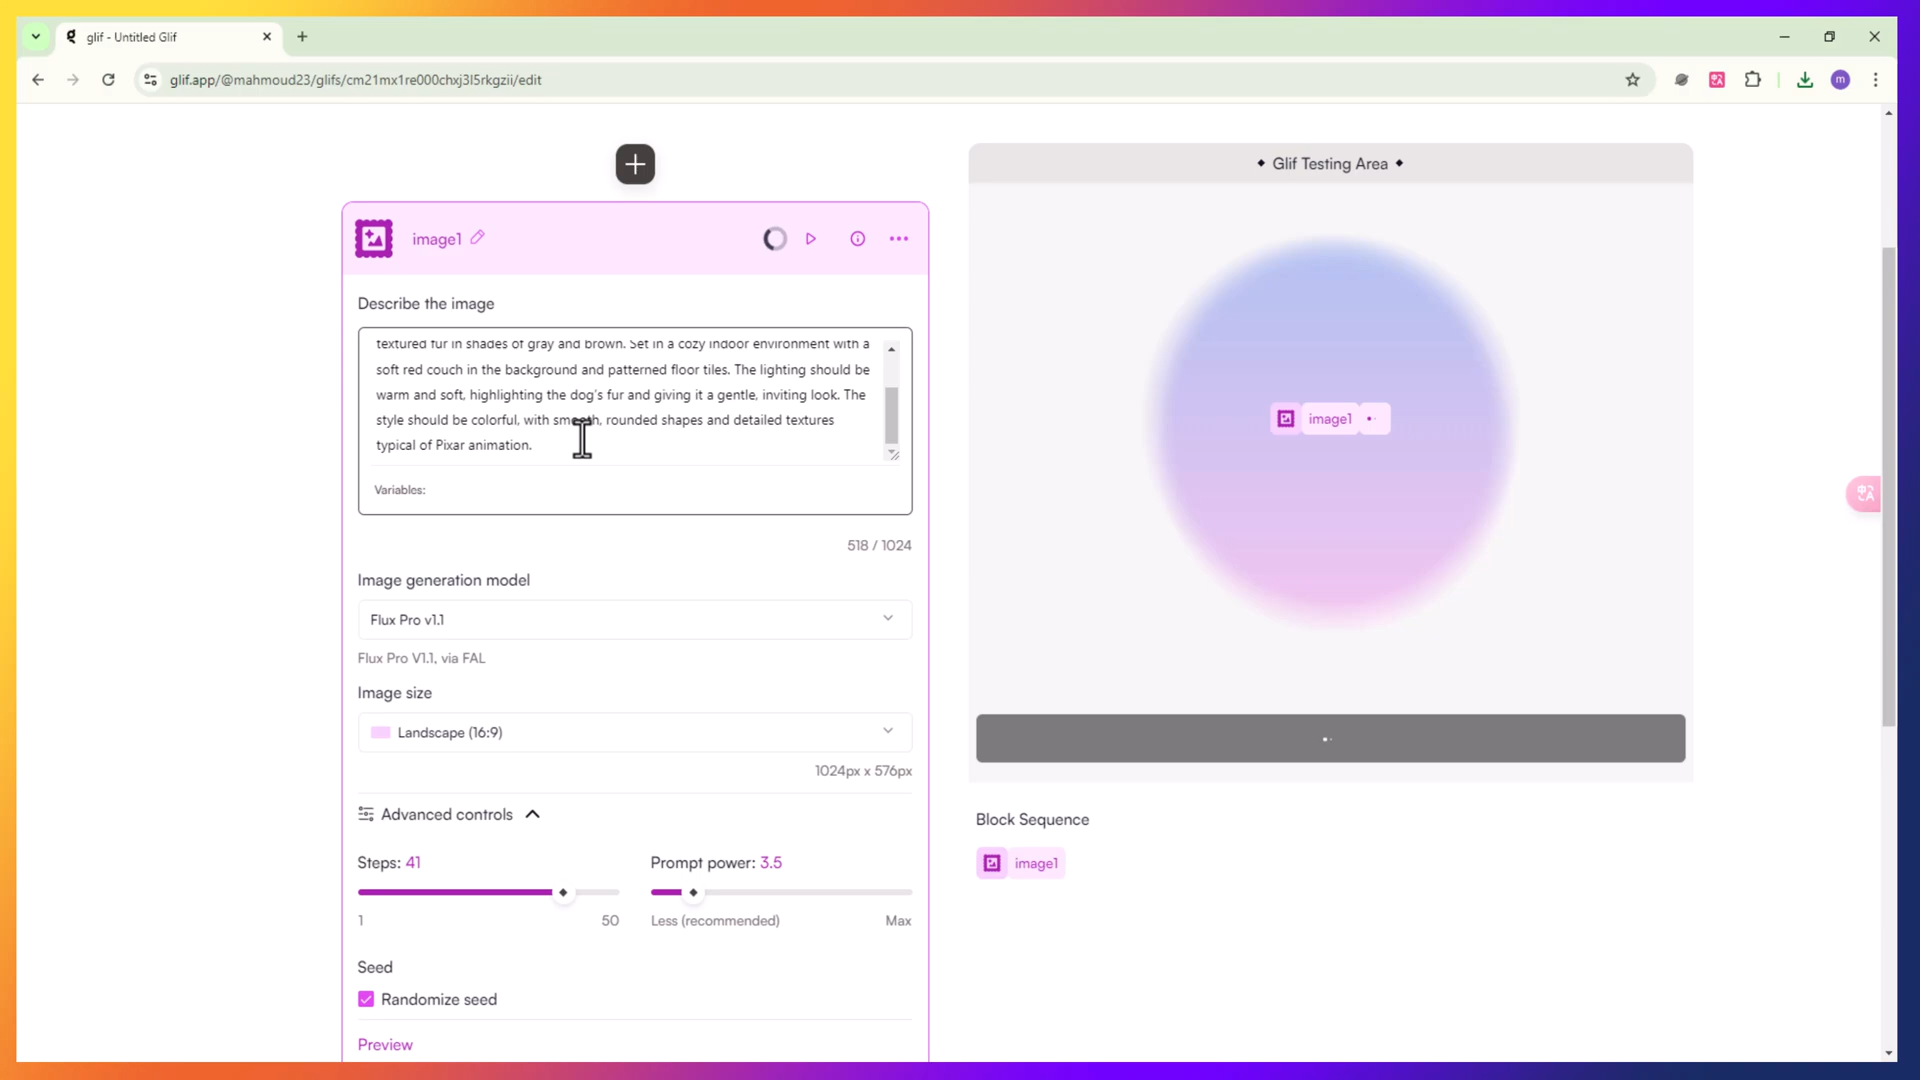 glif - Untitled Glif
glif.app/@mahmoud23/glifs/cm21mx1re000chxj3l5rkgzii/edit
m
Glif Testing Area
image1
Describe the image
textured fur in shades of gray and brown. Set in a cozy indoor environment with a
soft red couch in the background and patterned floor tiles. The lighting should be
warm and soft, highlighting the dog's fur and giving it a gentle, inviting look. The
style should be colorful, with smooth, rounded shapes and detailed textures
typical of Pixar animation.
Variables:
518 / 1024
Image generation model
Flux Pro v1.1
Flux Pro V1.1, via FAL
Image size
Landscape (16:9)
1024px x 576px
Advanced controls
Steps: 41
Prompt power: 3.5
1
50
Less (recommended)
Max
Seed
Randomize seed
Preview
image1
Block Sequence
image1